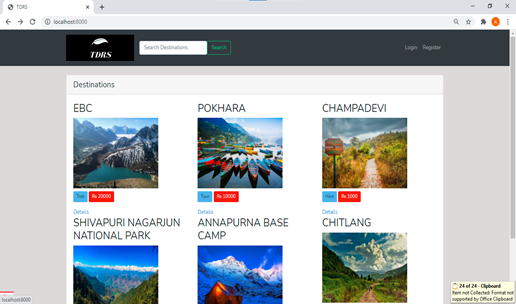 TDRS
localhost:8000
TDRS
Search Destinations
Search
Login Register
Destinations
EBC
POKHARA
CHAMPADEVI
Trek Rs 20000
Tour Rs 10000
Hike Rs 1000
Details
Details
Details
SHIVAPURI NAGARJUN
NATIONAL PARK
ANNAPURNA BASE
CAMP
CHITLANG
localhost:8000
24 of 24 - Clipboard
Item not Collected: Format not
supported by Office Clipboard